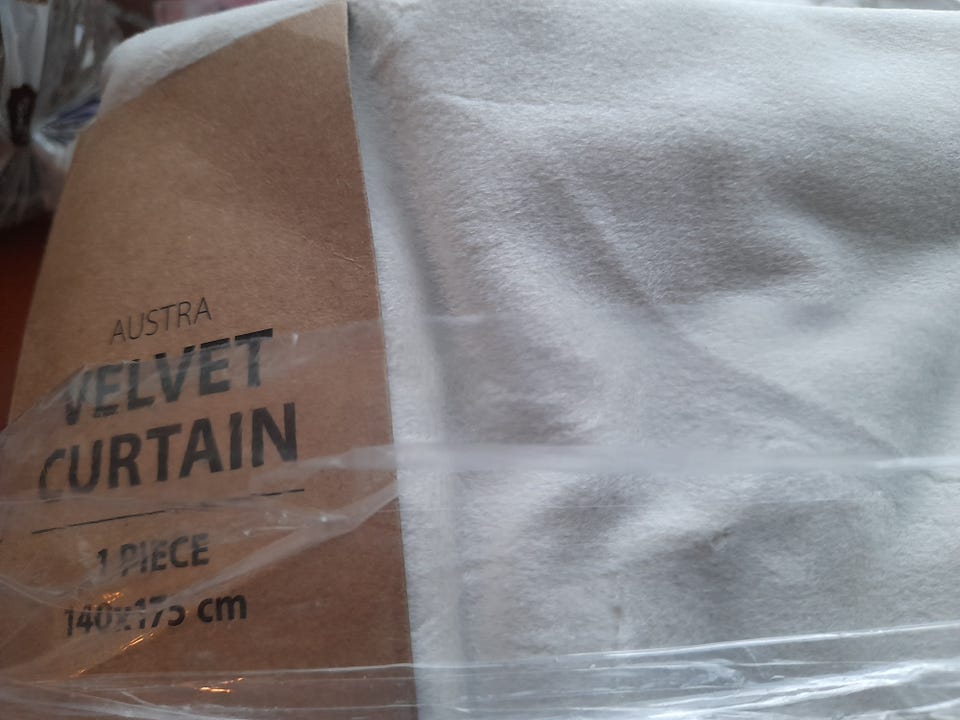 AUSTRA
VELVET
CURTAIN
1 PIECE
140x175 cm